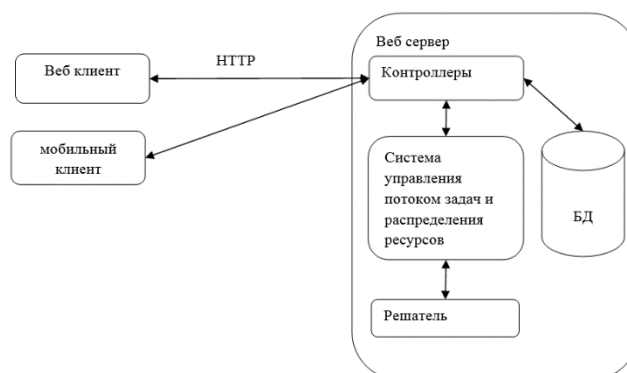 Веб сервер
Веб клиент
HTTP
Контроллеры
мобильный
клиент
Система
управления
потоком задач и
распределения
ресурсов
БД
Решатель